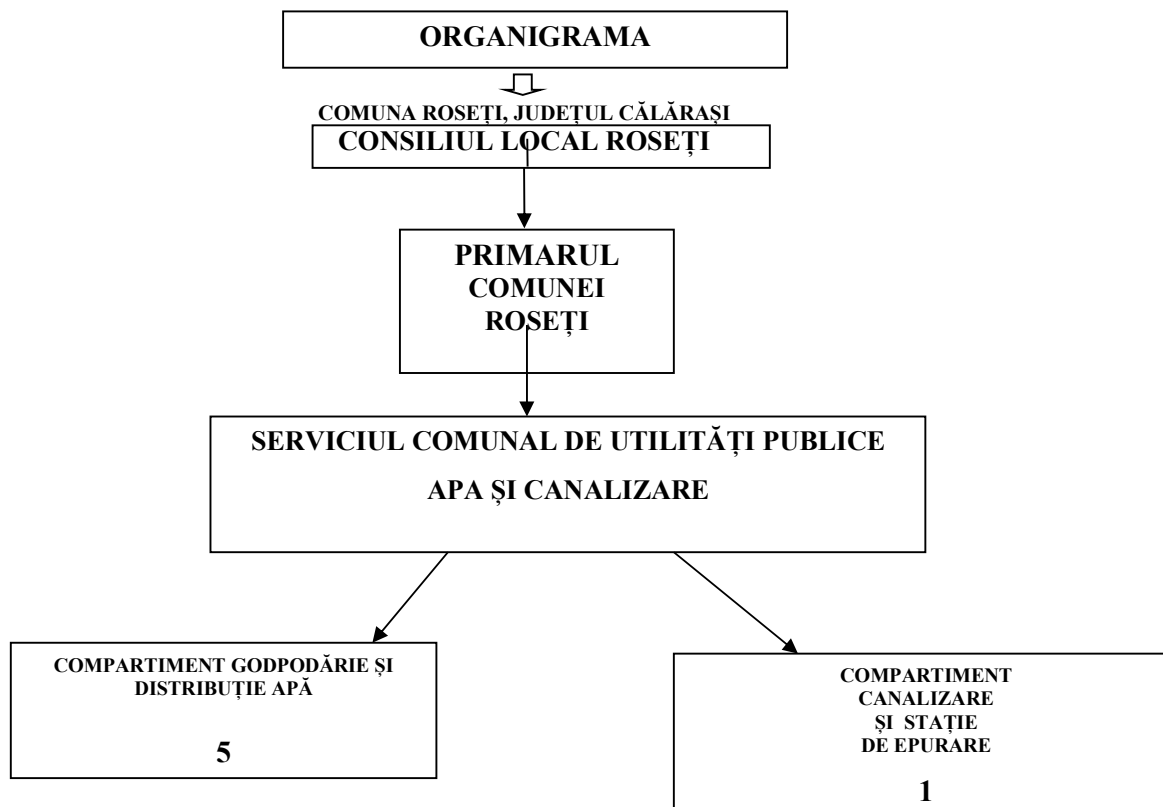 ORGANIGRAMA
COMUNA ROSEȚI, JUDEȚUL CĂLĂRAȘI
CONSILIUL LOCAL ROSEȚI
PRIMARUL
COMUNEI
ROSEȚI
SERVICIUL COMUNAL DE UTILITĂȚI PUBLICE
APA ȘI CANALIZARE
COMPARTIMENT GODPODĂRIE ȘI
DISTRIBUȚIE APĂ
5
COMPARTIMENT
CANALIZARE
ȘI STAȚIE
DE EPURARE
1